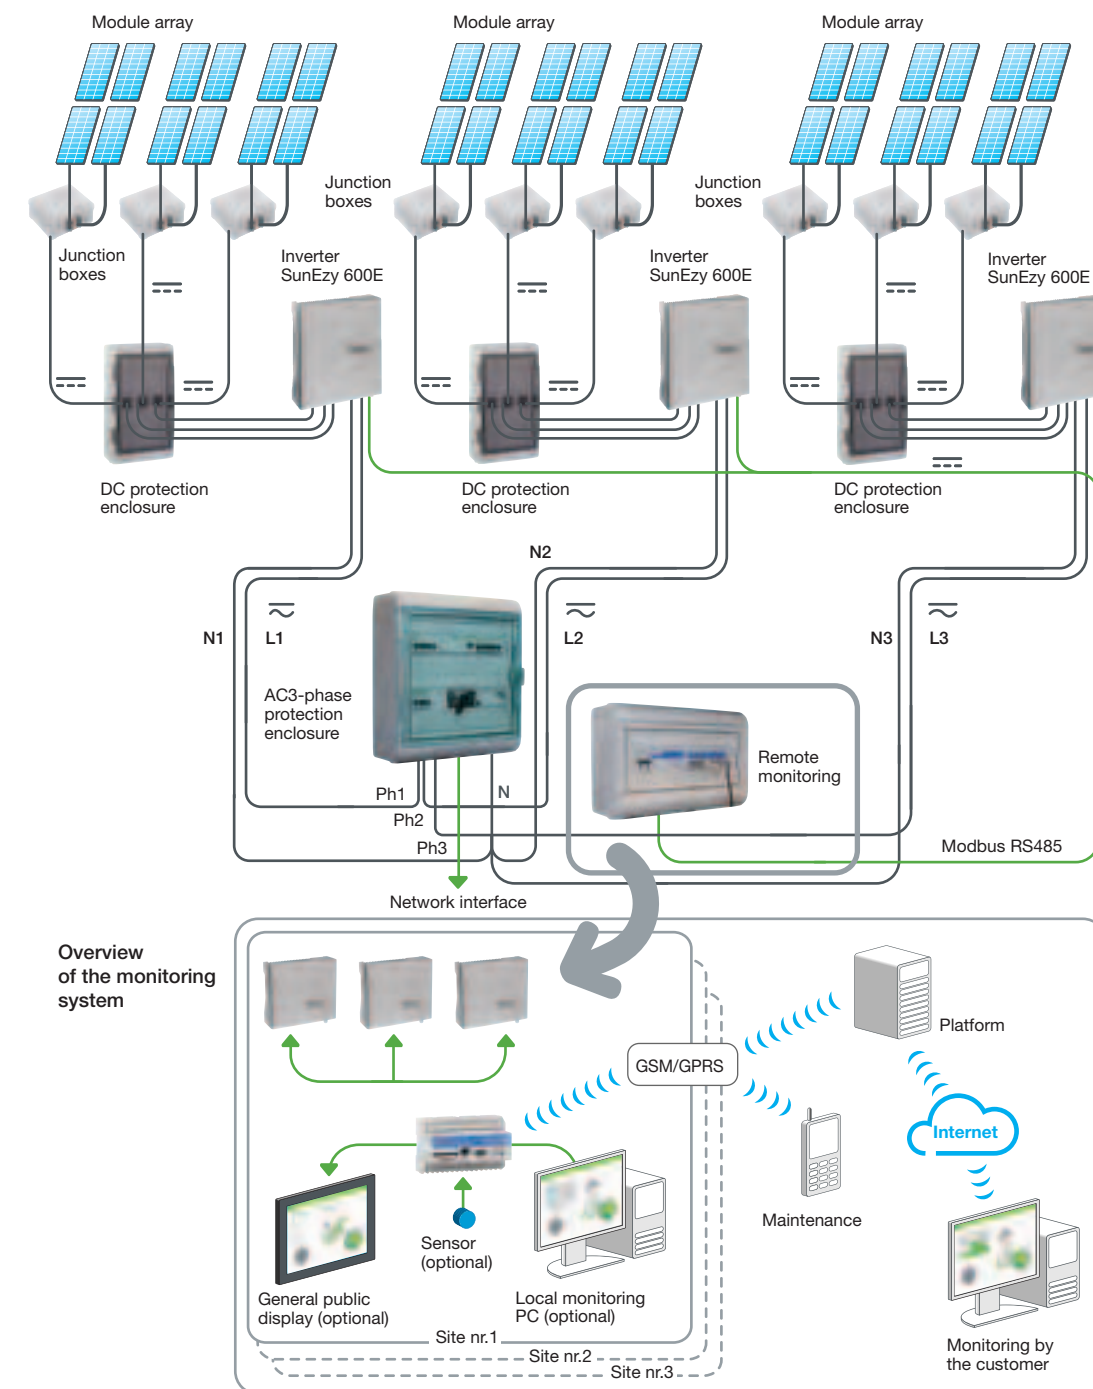 Module array
Module array
Module array
Junction
boxes
Junction
boxes
Junction
boxes
Inverter
SunEzy 600E
Inverter
SunEzy 600E
Inverter
SunEzy 600E
DC protection
enclosure
DC protection
enclosure
DC protection
enclosure
N2
N1
L1
L2
N3
L3
AC3-phase
protection
enclosure
Remote
monitoring
Ph1
N
Ph2
Ph3
Modbus RS485
Network interface
Overview
of the monitoring
system
Platform
GSM/GPRS
Internet
Maintenance
Sensor
(optional)
General public
display (optional)
Local monitoring
PC (optional)
Site nr.1
Site nr.2
Site nr.3
Monitoring by
the customer